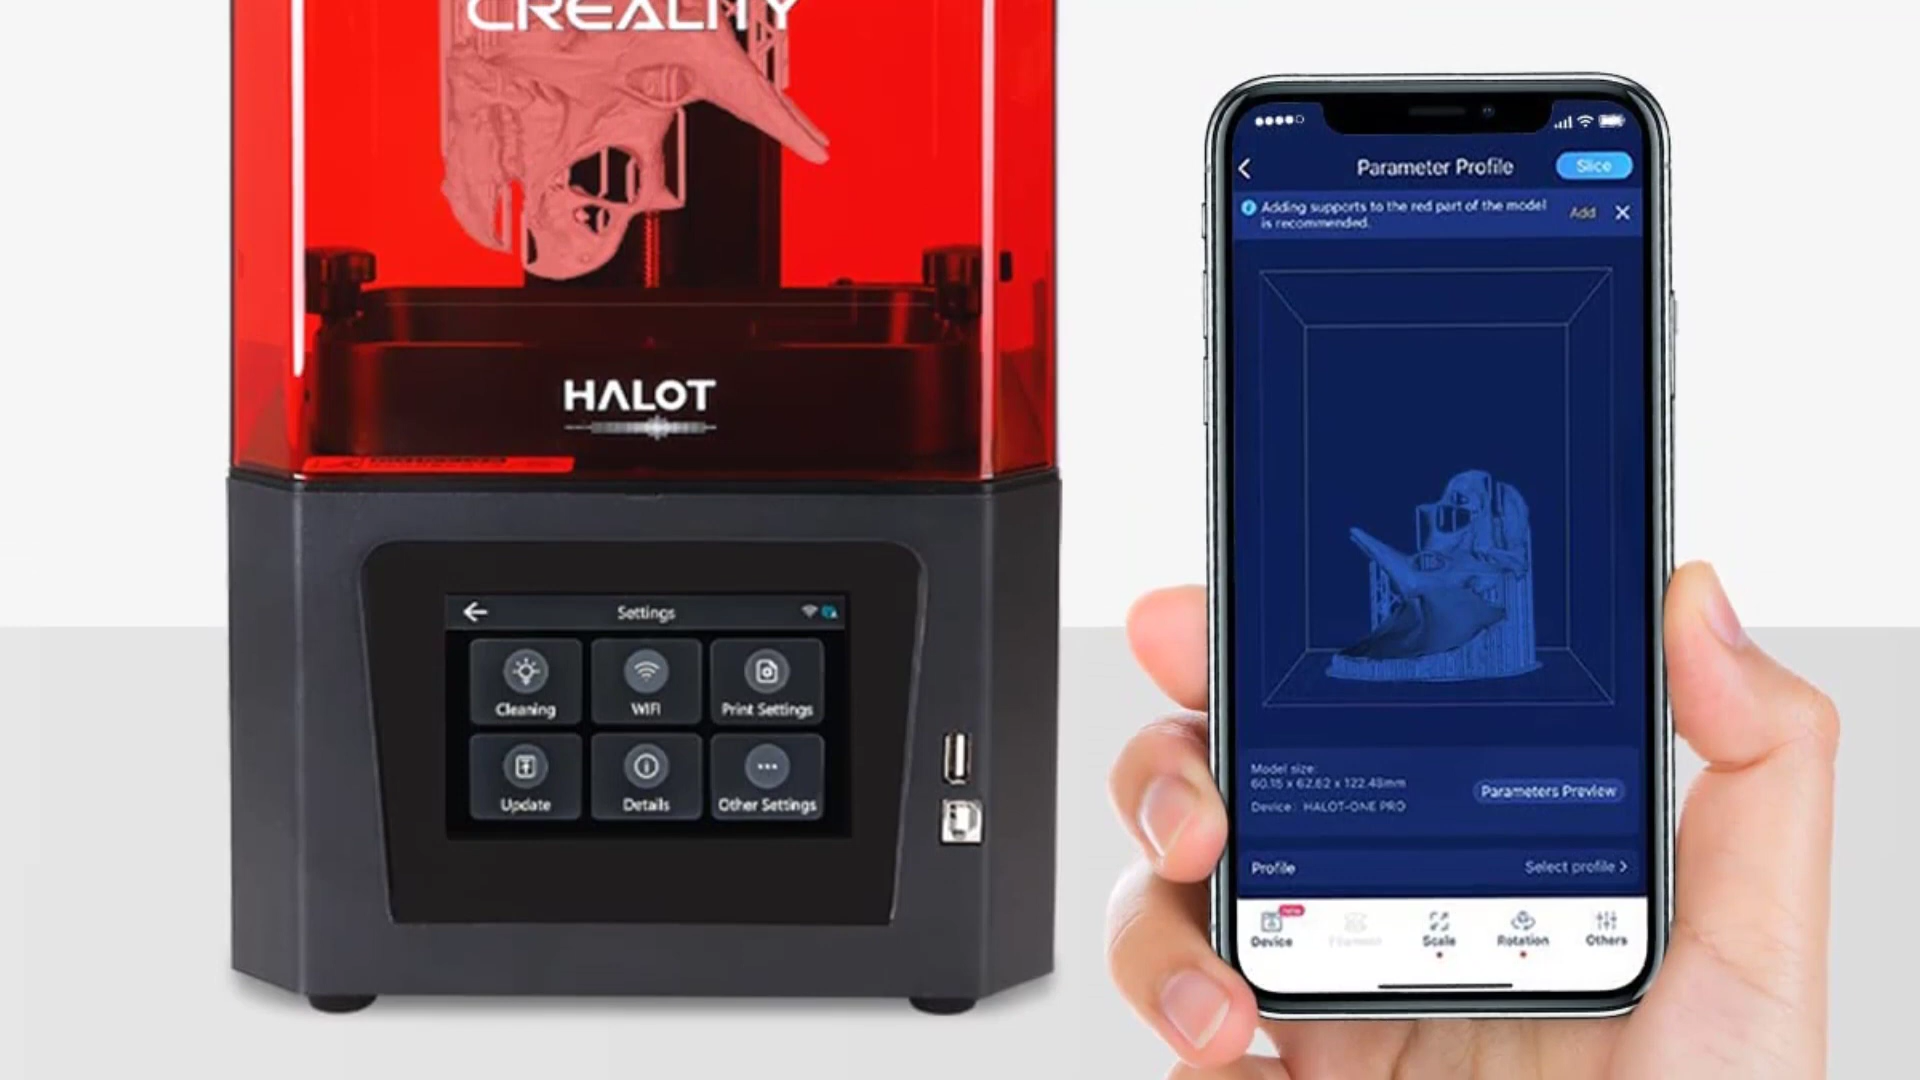 CREALITY
HALOT
Settings
Cleaning
WIFI
Print Settings
Update
Details
Other Settings
Parameter Profile
Slice
Adding supports to the red part of the model
is recommended.
Add
Model size:
60.15 x 62.62 x 122.48mm
Device: HALOT-ONE PRO
Parameters Preview
Profile
Select profile
new
Device
Scale
Rotation
Others